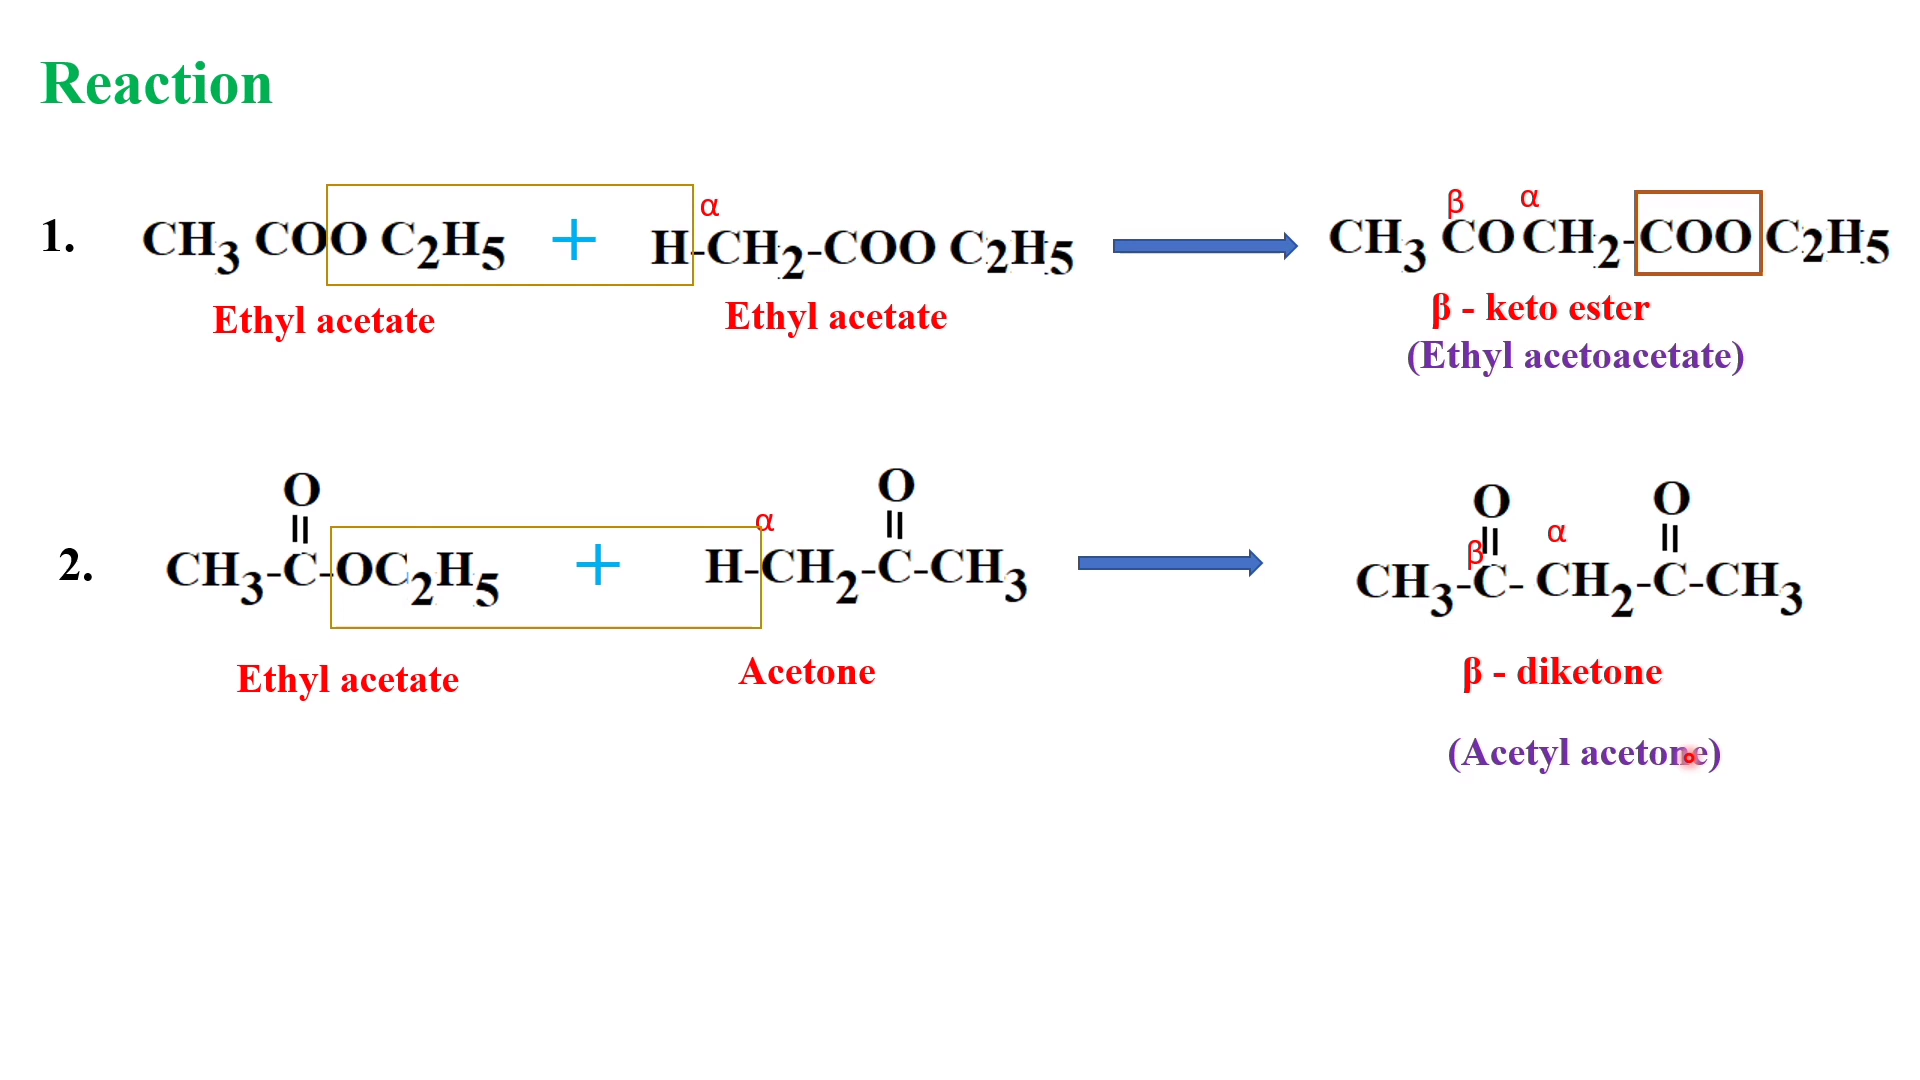 Reaction
β α
α
1. CH₃ COO C₂H₅ + H-CH₂-COO C₂H₅ CH₃ CO CH₂-COO C₂H₅
Ethyl acetate Ethyl acetate β - keto ester
(Ethyl acetoacetate)
O O O O
|| α || β || α ||
2. CH₃-C-OC₂H₅ + H-CH₂-C-CH₃ CH₃-C- CH₂-C-CH₃
Ethyl acetate Acetone β - diketone
(Acetyl acetone)